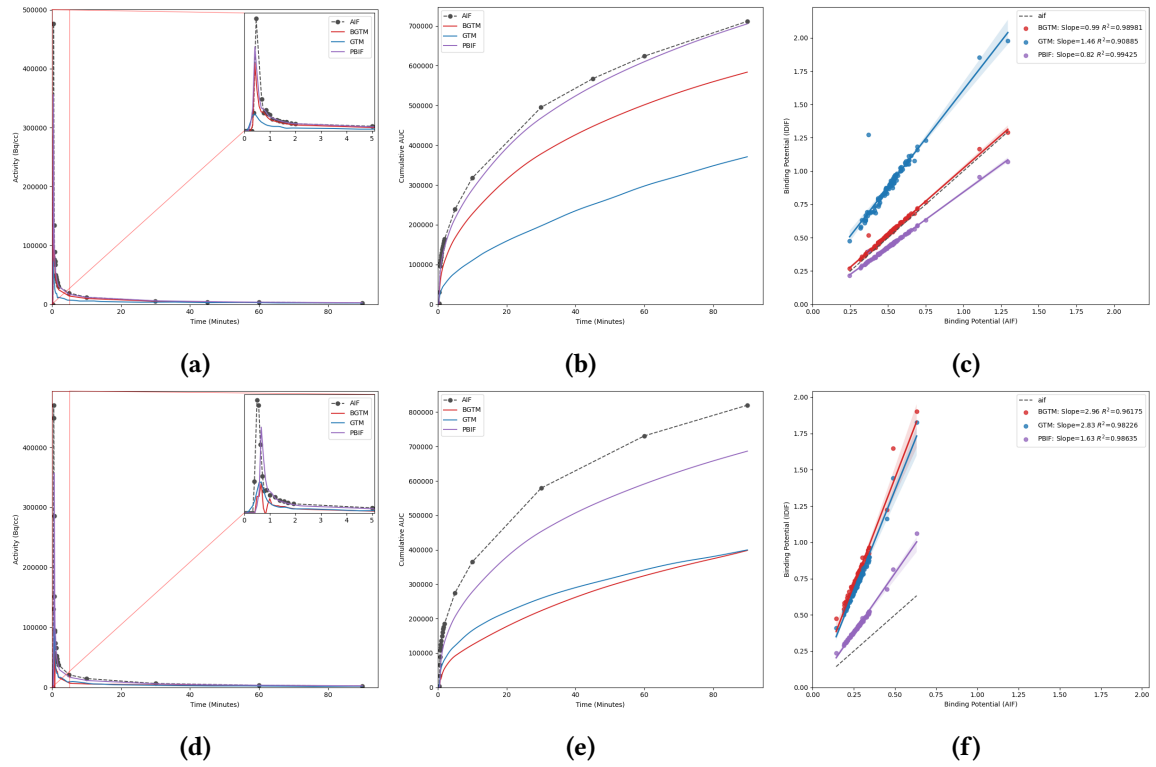 500000
400000
300000
200000
100000
0
Activity (Bq/cc)
0
20
40
60
80
Time (Minutes)
AIF
BGTM
GTM
PBIF
0
1
2
3
4
5
(a)
700000
600000
500000
400000
300000
200000
100000
0
Cumulative AUC
0
20
40
60
80
Time (Minutes)
AIF
BGTM
GTM
PBIF
(b)
2.00
1.75
1.50
1.25
1.00
0.75
0.50
0.25
0.00
Binding Potential (IDIF)
0.00
0.25
0.50
0.75
1.00
1.25
1.50
1.75
2.00
Binding Potential (AIF)
aif
BGTM: Slope=0.99 R²=0.98981
GTM: Slope=1.46 R²=0.90885
PBIF: Slope=0.82 R²=0.99425
(c)
400000
300000
200000
100000
0
Activity (Bq/cc)
0
20
40
60
80
Time (Minutes)
AIF
BGTM
GTM
PBIF
0
1
2
3
4
5
(d)
800000
700000
600000
500000
400000
300000
200000
100000
0
Cumulative AUC
0
20
40
60
80
Time (Minutes)
AIF
BGTM
GTM
PBIF
(e)
2.00
1.75
1.50
1.25
1.00
0.75
0.50
0.25
0.00
Binding Potential (IDIF)
0.00
0.25
0.50
0.75
1.00
1.25
1.50
1.75
2.00
Binding Potential (AIF)
aif
BGTM: Slope=2.96 R²=0.96175
GTM: Slope=2.83 R²=0.98226
PBIF: Slope=1.63 R²=0.98635
(f)